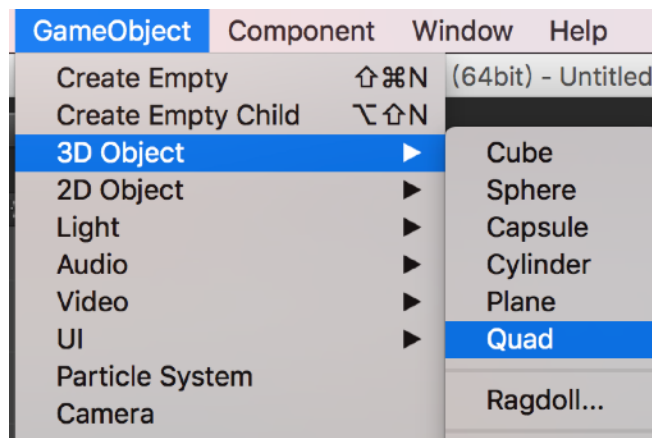 GameObject Component Window Help
(64bit) - Untitled
Create Empty ⇧⌘N
Create Empty Child ⌥⇧N
3D Object ▶
2D Object ▶
Light ▶
Audio ▶
Video ▶
UI ▶
Particle System
Camera
Cube
Sphere
Capsule
Cylinder
Plane
Quad
Ragdoll...